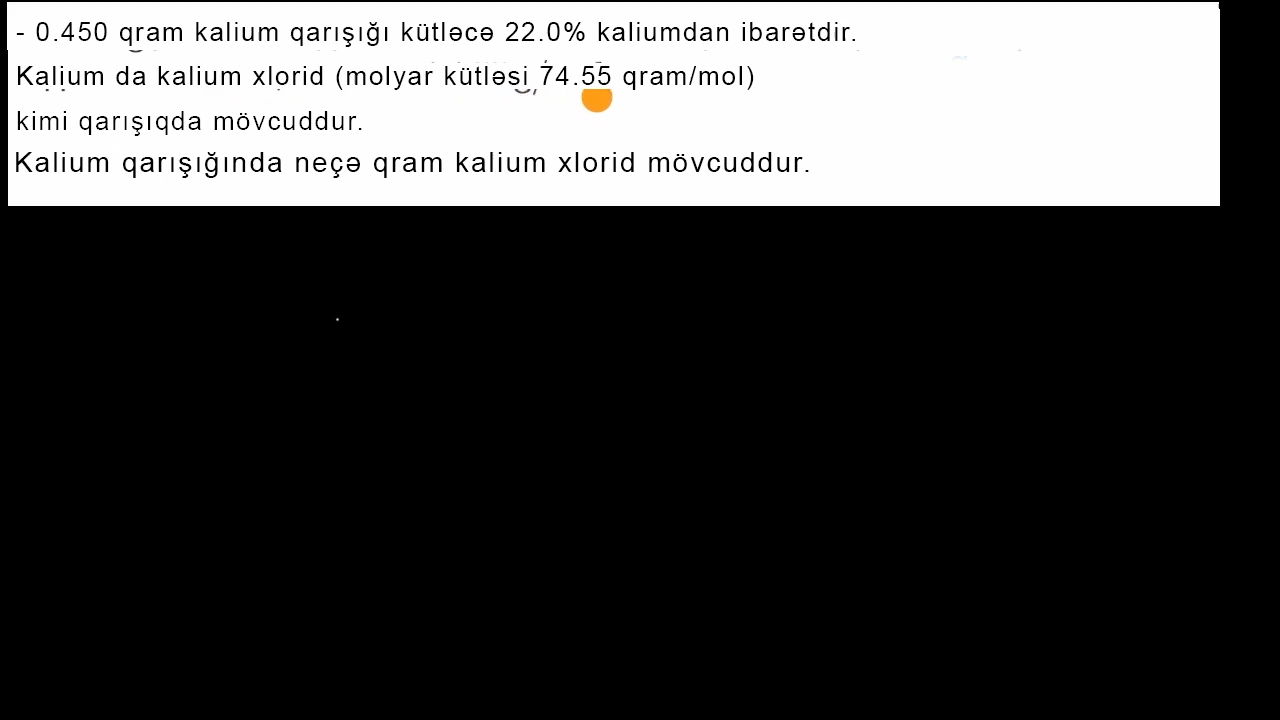 - 0.450 qram kalium qarışığı kütləcə 22.0% kaliumdan ibarətdir.
Kalium da kalium xlorid (molyar kütləsi 74.55 qram/mol)
kimi qarışıqda mövcuddur.
Kalium qarışığında neçə qram kalium xlorid mövcuddur.